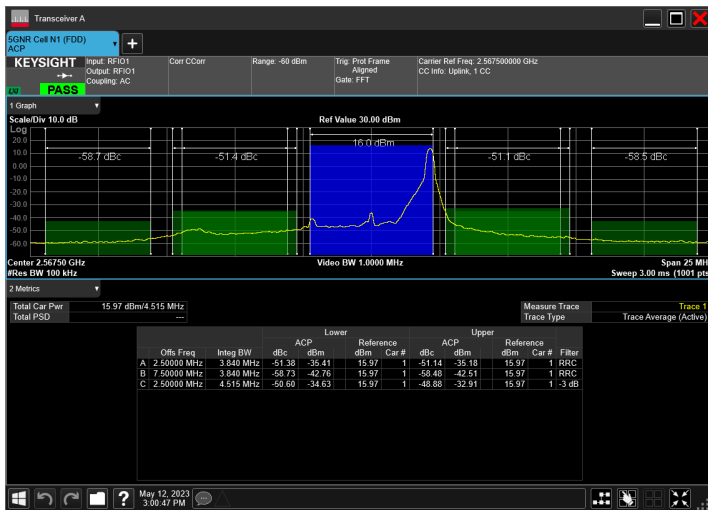 Transceiver A
5GNR Cell N1 (FDD)
ACP
KEYSIGHT
PASS
Input: RFIO1
Output: RFIO1
Coupling: AC
Corr CCorr
Range: -60 dBm
Trig: Prot Frame
Aligned
Gate: FFT
Carrier Ref Freq: 2.567500000 GHz
CC Info: Uplink, 1 CC
1 Graph
Scale/Div 10.0 dB
Ref Value 30.00 dBm
Log
20.0
10.0
0.00
-10.0
-20.0
-30.0
-40.0
-50.0
-60.0
-58.7 dBc
-51.4 dBc
16.0 dBm
-51.1 dBc
-58.5 dBc
Center 2.56750 GHz
#Res BW 100 kHz
Video BW 1.0000 MHz
Span 25 MH
Sweep 3.00 ms (1001 pts
2 Metrics
Total Car Pwr 15.97 dBm/4.515 MHz
Total PSD ---
Measure Trace Trace 1
Trace Type Trace Average (Active)
Lower Upper
ACP Reference ACP Reference
Offs Freq Integ BW dBc dBm dBm Car # dBc dBm dBm Car # Filter
A 2.50000 MHz 3.840 MHz -51.38 -35.41 15.97 1 -51.14 -35.18 15.97 1 RRC
B 7.50000 MHz 3.840 MHz -58.73 -42.76 15.97 1 -58.48 -42.51 15.97 1 RRC
C 2.50000 MHz 4.515 MHz -50.60 -34.63 15.97 1 -48.88 -32.91 15.97 1 -3 dB
May 12, 2023
3:00:47 PM